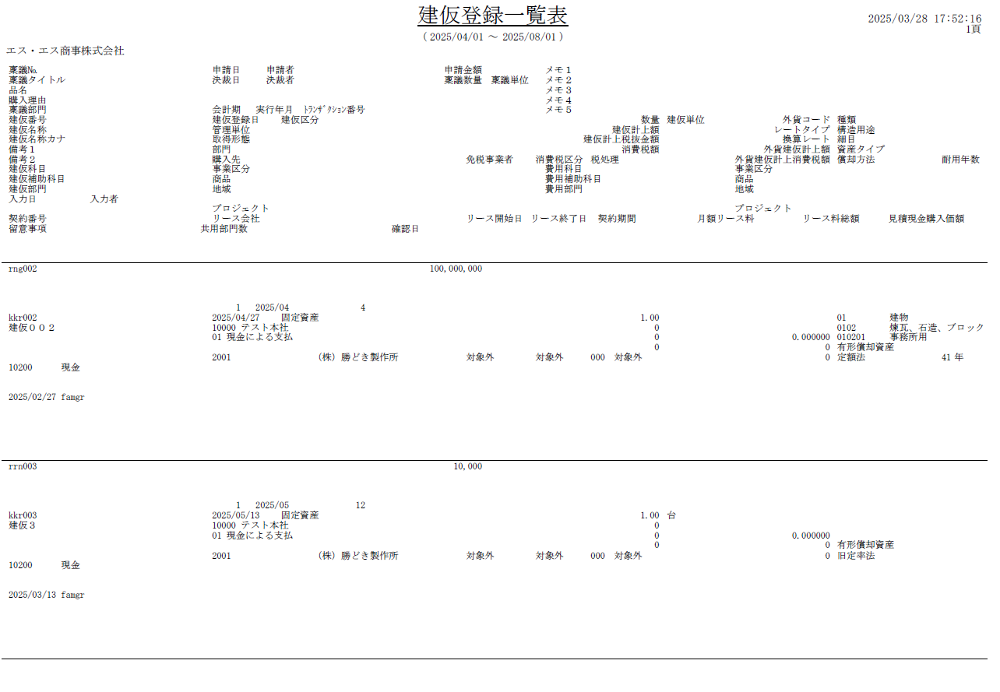 建仮登録一覧表
2025/03/28 17:52:16
( 2025/04/01 ～ 2025/08/01 )
1頁
エス・エス商事株式会社
稟議№ 申請日 申請者 申請金額 メモ１
稟議タイトル 決裁日 決裁者 稟議数量 稟議単位 メモ２
品名 メモ３
購入理由 メモ４
稟議部門 会計期 実行年月 ﾄﾗﾝｻﾞｸｼｮﾝ番号 メモ５
建仮番号 建仮登録日 建仮区分 数量 建仮単位 外貨コード 種類
建仮名称 管理単位 建仮計上額 レートタイプ 構造用途
建仮名称カナ 取得形態 建仮計上税抜金額 換算レート 細目
備考１ 部門 消費税額 外貨建仮計上額 資産タイプ
備考２ 購入先 免税事業者 消費税区分 税処理 外貨建仮計上消費税額 償却方法 耐用年数
建仮科目 事業区分 費用科目 事業区分
建仮補助科目 商品 費用補助科目 商品
建仮部門 地域 費用部門 地域
入力日 入力者
プロジェクト プロジェクト
契約番号 リース会社 リース開始日 リース終了日 契約期間 月額リース料 リース料総額 見積現金購入価額
留意事項 共用部門数 確認日
rng002 100,000,000
1 2025/04 4
kkr002 2025/04/27 固定資産 1.00 01 建物
建仮００２ 10000 テスト本社 0 0102 煉瓦、石造、ブロック
01 現金による支払 0 0.000000 010201 事務所用
0 0 有形償却資産
2001 （株）勝どき製作所 対象外 対象外 000 対象外 0 定額法 41 年
10200 現金
2025/02/27 famgr
rrn003 10,000
1 2025/05 12
kkr003 2025/05/13 固定資産 1.00 台
建仮３ 10000 テスト本社 0
01 現金による支払 0 0.000000
0 0 有形償却資産
2001 （株）勝どき製作所 対象外 対象外 000 対象外 0 旧定率法
10200 現金
2025/03/13 famgr